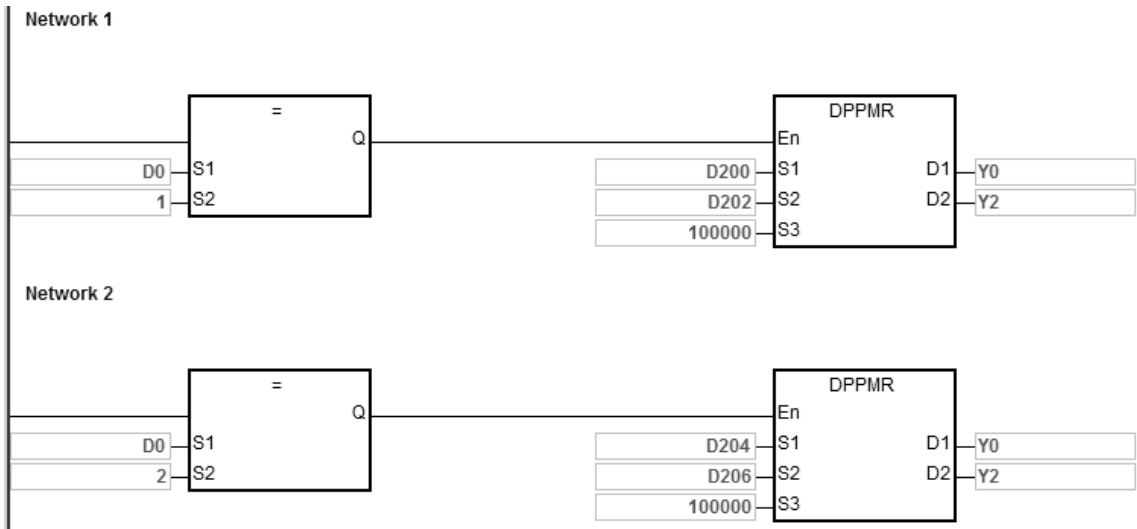 Network 1
= DPPMR
Q En
D0 S1 D200 S1 D1 Y0
1 S2 D202 S2 D2 Y2
100000 S3
Network 2
= DPPMR
Q En
D0 S1 D204 S1 D1 Y0
2 S2 D206 S2 D2 Y2
100000 S3